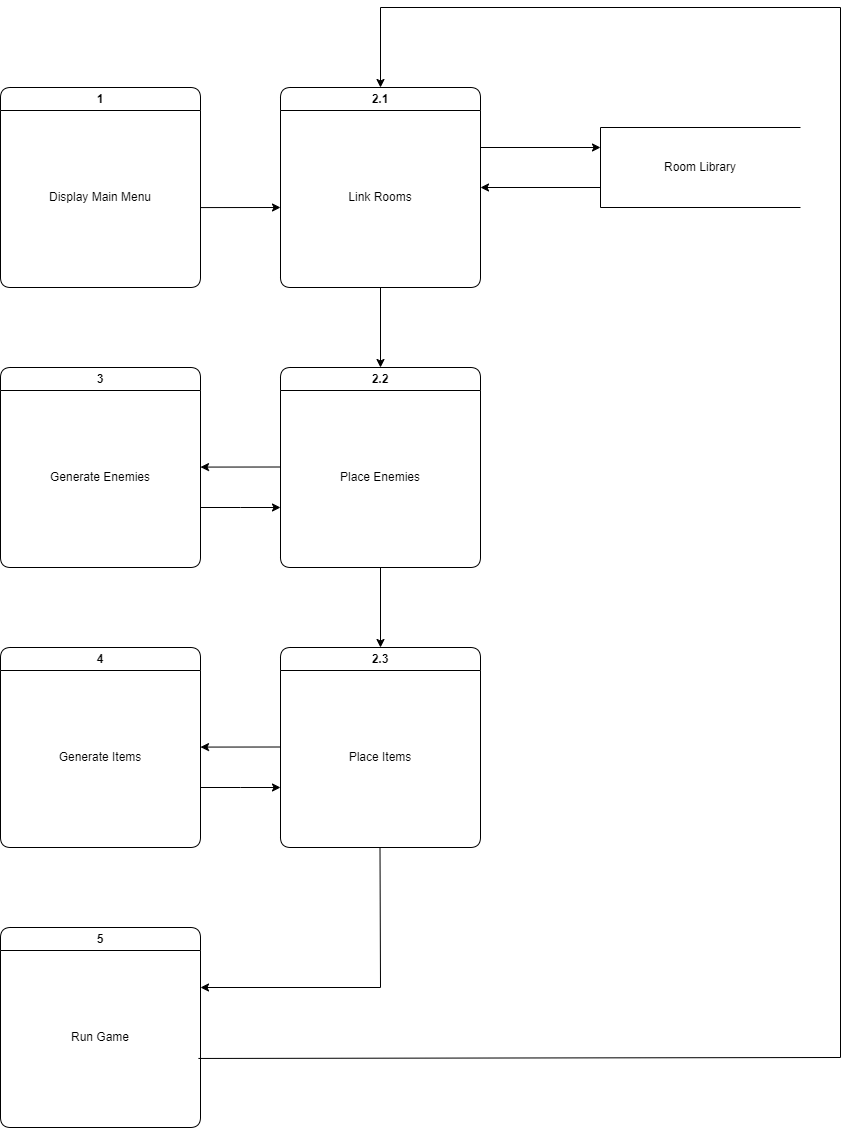 1
Display Main Menu
2.1
Link Rooms
Room Library
3
Generate Enemies
2.2
Place Enemies
4
Generate Items
2.3
Place Items
5
Run Game